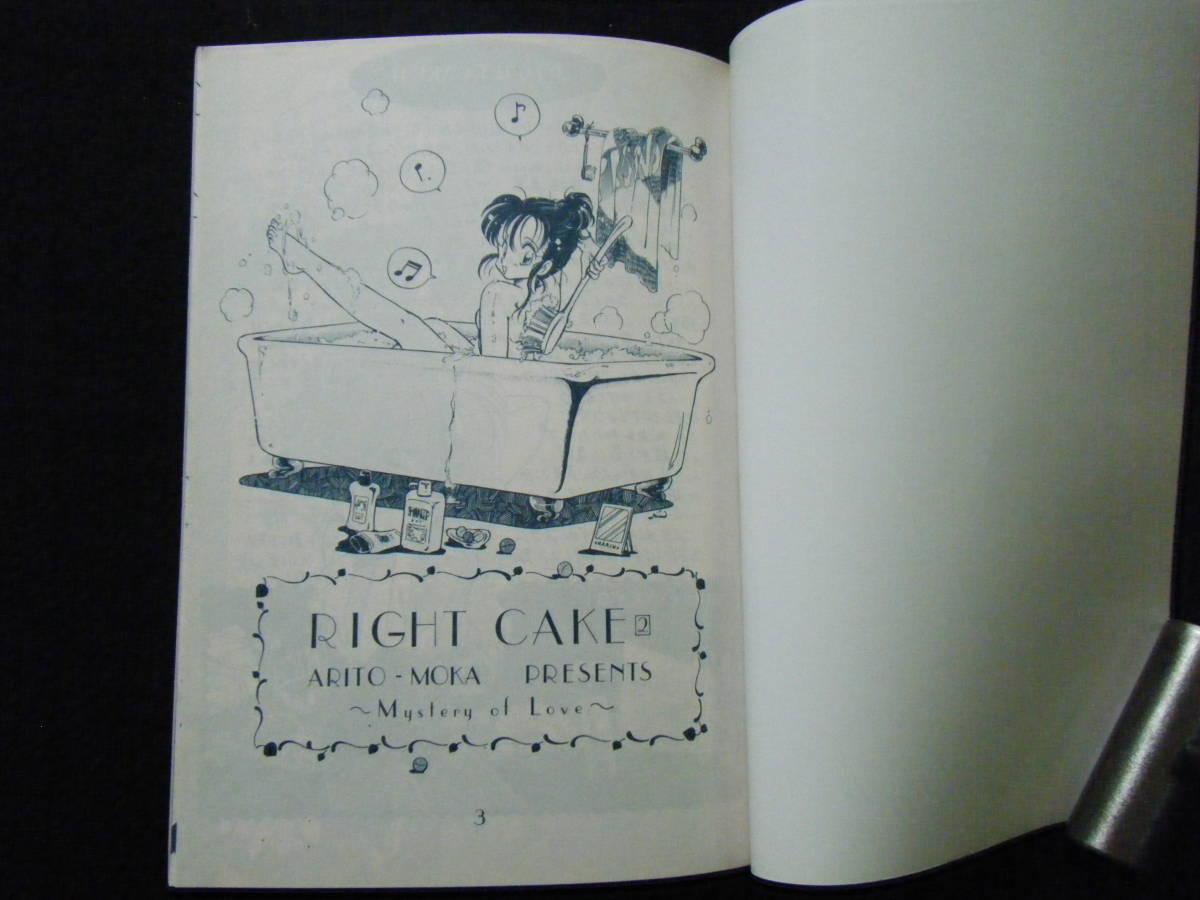 RIGHT CAKE 2
ARITO-MOKA PRESENTS
~Mystery of Love~
3